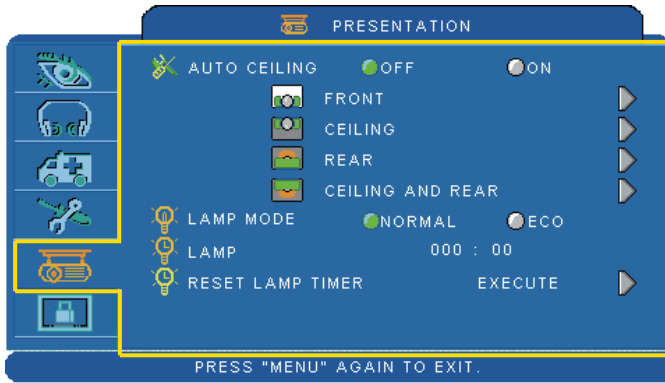 PRESENTATION
AUTO CEILING OFF ON
FRONT
CEILING
REAR
CEILING AND REAR
LAMP MODE NORMAL ECO
LAMP 000 : 00
RESET LAMP TIMER EXECUTE
PRESS "MENU" AGAIN TO EXIT.